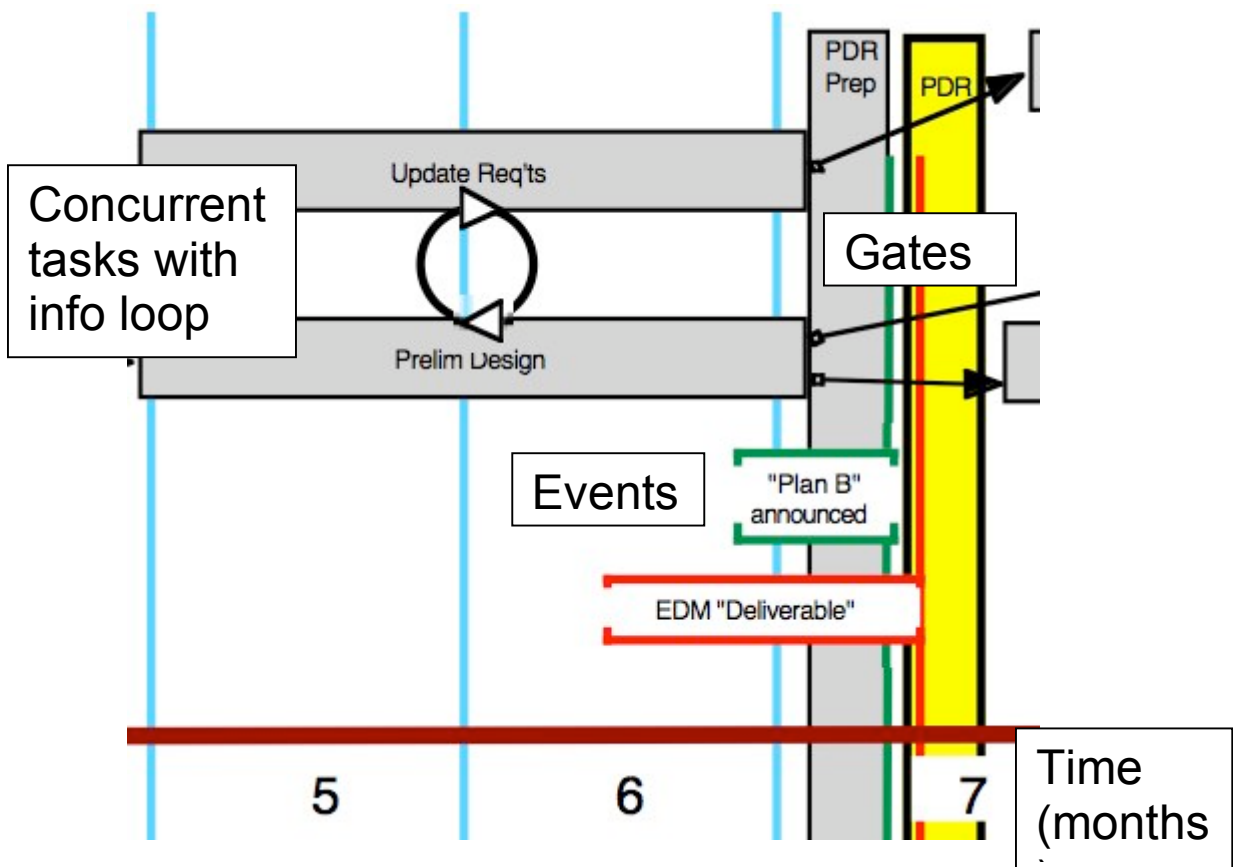 PDR
Prep
PDR
Update Req'ts
Concurrent
tasks with
info loop
Gates
Prelim Design
Events
"Plan B"
announced
EDM "Deliverable"
5
6
7
Time
(months